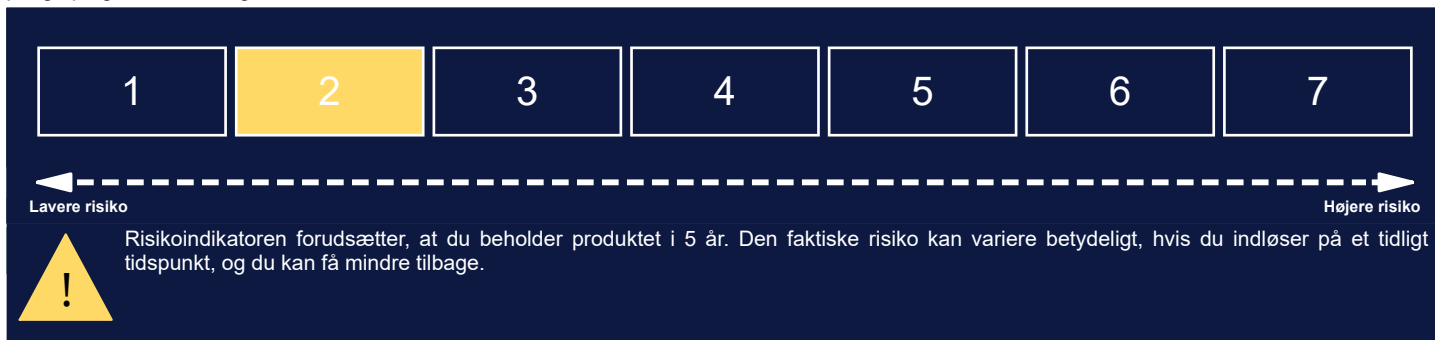 1 2 3 4 5 6 7
Lavere risiko Højere risiko
Risikoindikatoren forudsætter, at du beholder produktet i 5 år. Den faktiske risiko kan variere betydeligt, hvis du indløser på et tidligt
tidspunkt, og du kan få mindre tilbage.
!